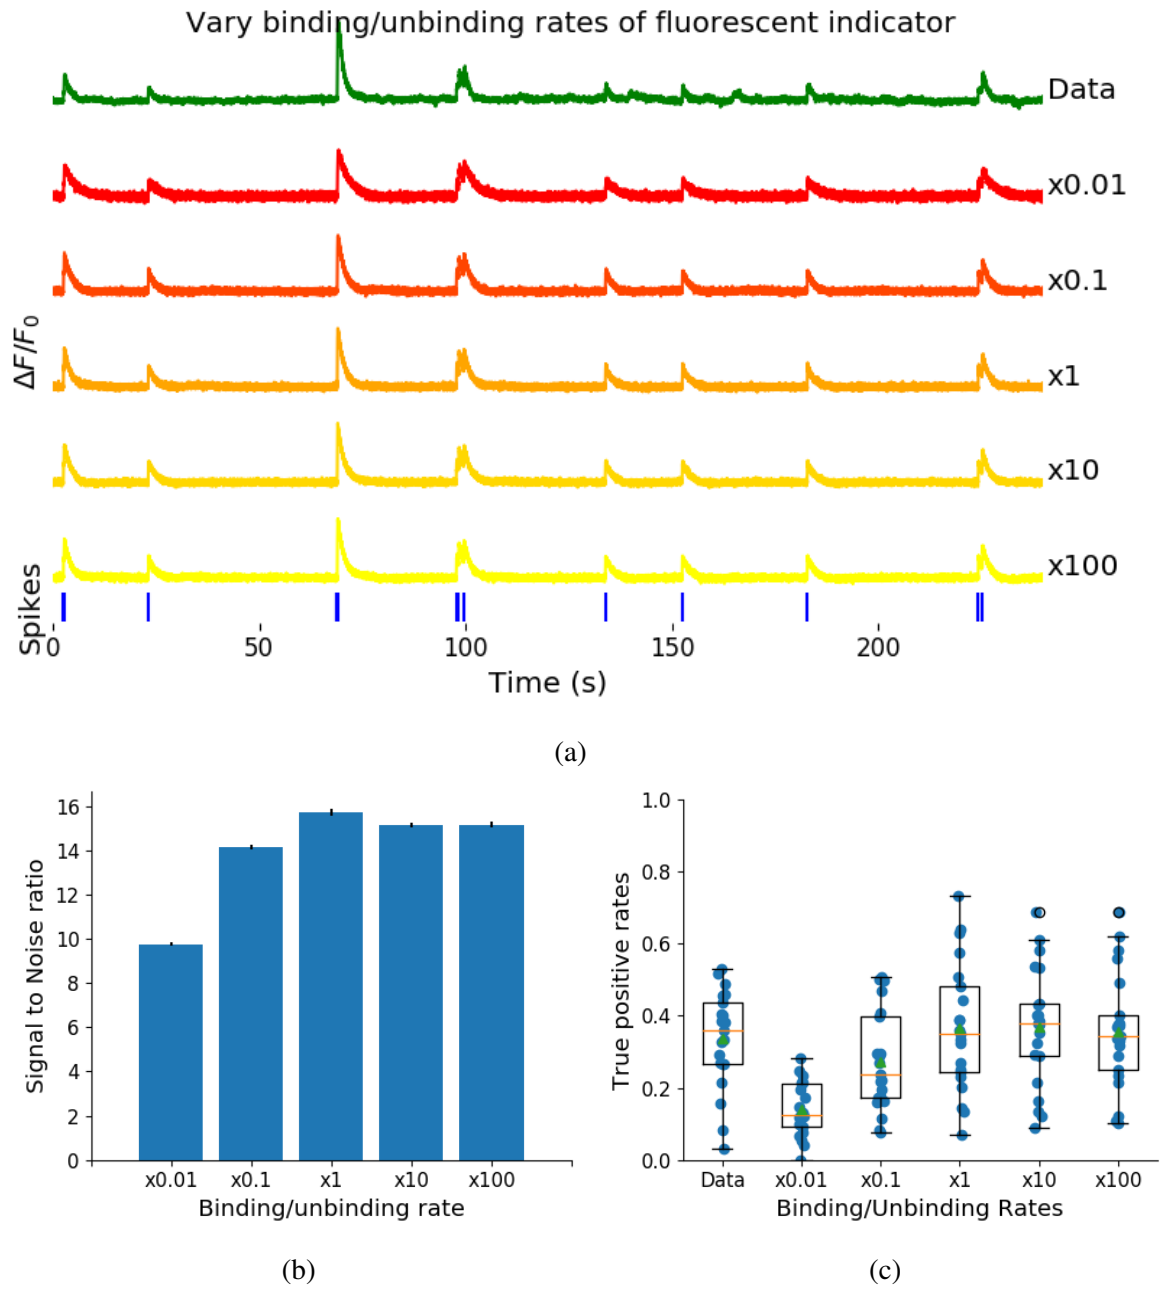 Vary binding/unbinding rates of fluorescent indicator
Data
x0.01
x0.1
x1
x10
x100
ΔF/F0
Spikes
0 50 100 150 200
Time (s)
(a)
16
14
12
10
8
6
4
2
0
Signal to Noise ratio
x0.01 x0.1 x1 x10 x100
Binding/unbinding rate
(b)
1.0
0.8
0.6
0.4
0.2
0.0
True positive rates
Data x0.01 x0.1 x1 x10 x100
Binding/Unbinding Rates
(c)